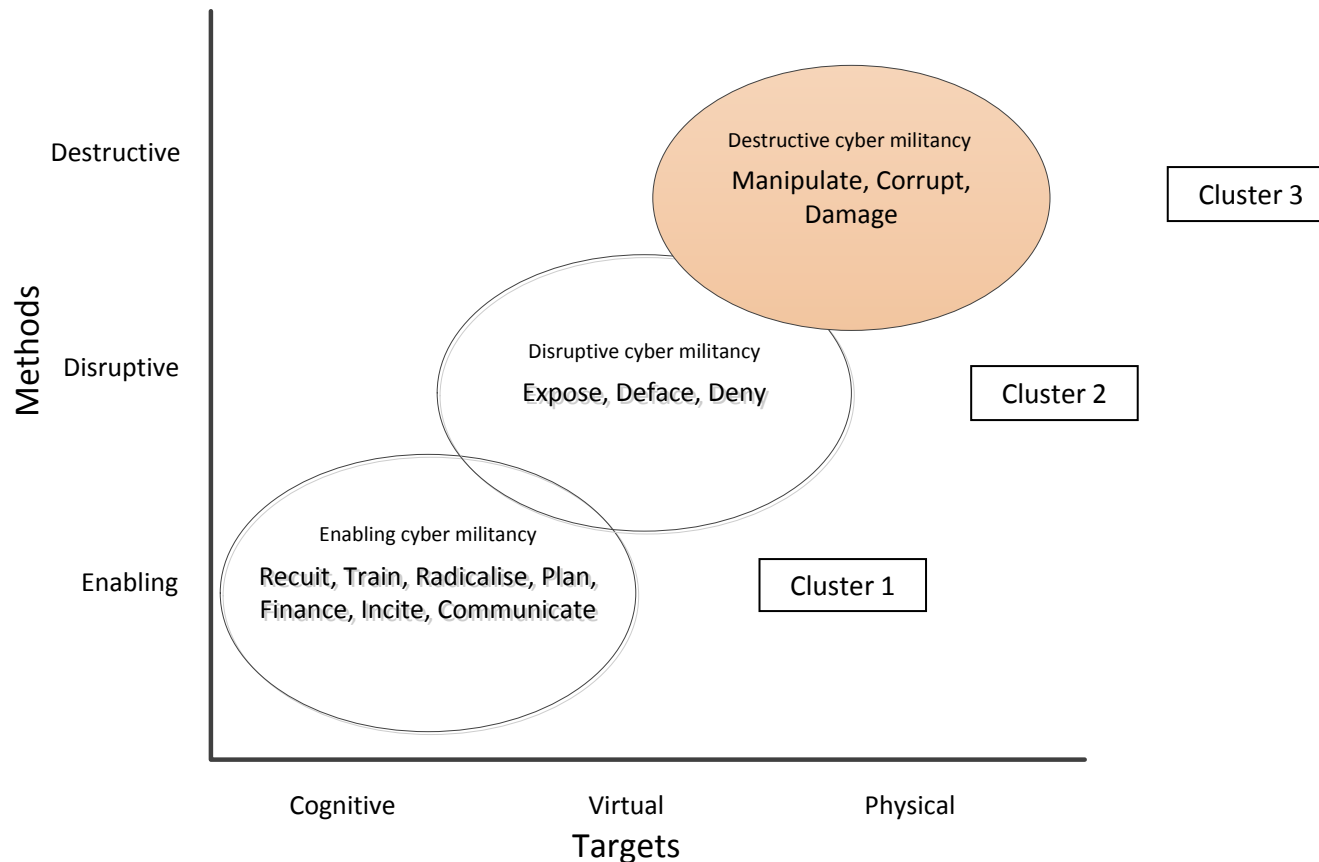 Destructive
Destructive cyber militancy
Manipulate, Corrupt,
Damage
Cluster 3
Methods
Disruptive
Disruptive cyber militancy
Expose, Deface, Deny
Cluster 2
Enabling
Enabling cyber militancy
Recuit, Train, Radicalise, Plan,
Finance, Incite, Communicate
Cluster 1
Cognitive
Virtual
Physical
Targets